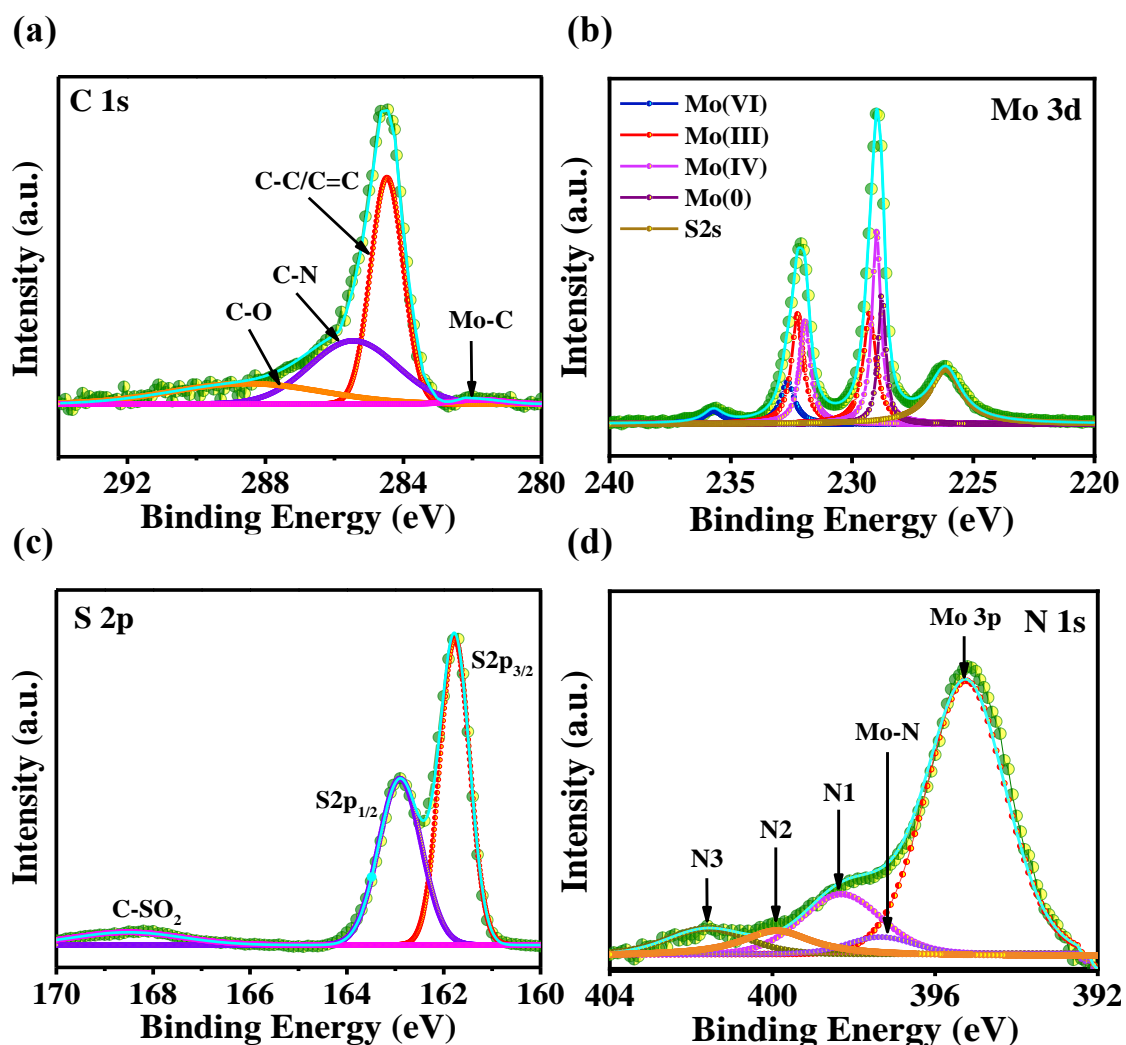 (a)
C 1s
C-C/C=C
C-N
C-O
Mo-C
Intensity (a.u.)
292 288 284 280
Binding Energy (eV)
(b)
Mo(VI)
Mo(III)
Mo(IV)
Mo(0)
S2s
Mo 3d
Intensity (a.u.)
240 235 230 225 220
Binding Energy (eV)
(c)
S 2p
S2p3/2
S2p1/2
C-SO2
Intensity (a.u.)
170 168 166 164 162 160
Binding Energy (eV)
(d)
Mo 3p
N 1s
Mo-N
N1
N2
N3
Intensity (a.u.)
404 400 396 392
Binding Energy (eV)